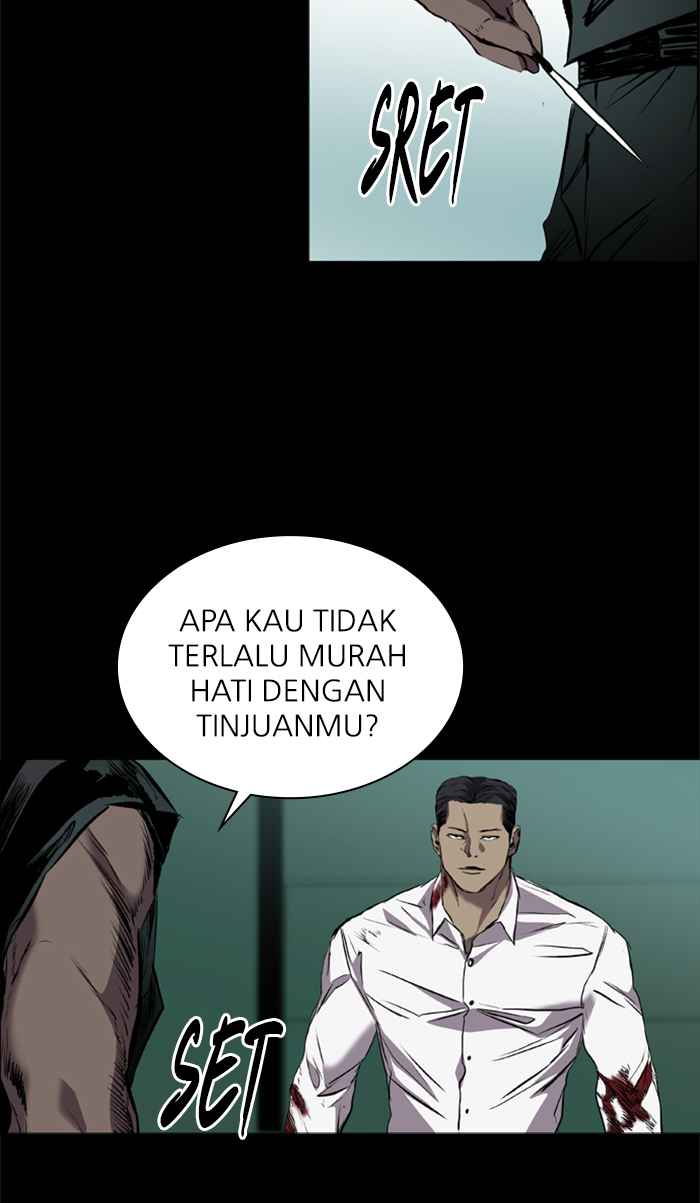 SRET
APA KAU TIDAK
TERLALU MURAH
HATI DENGAN
TINJUANMU?
SET